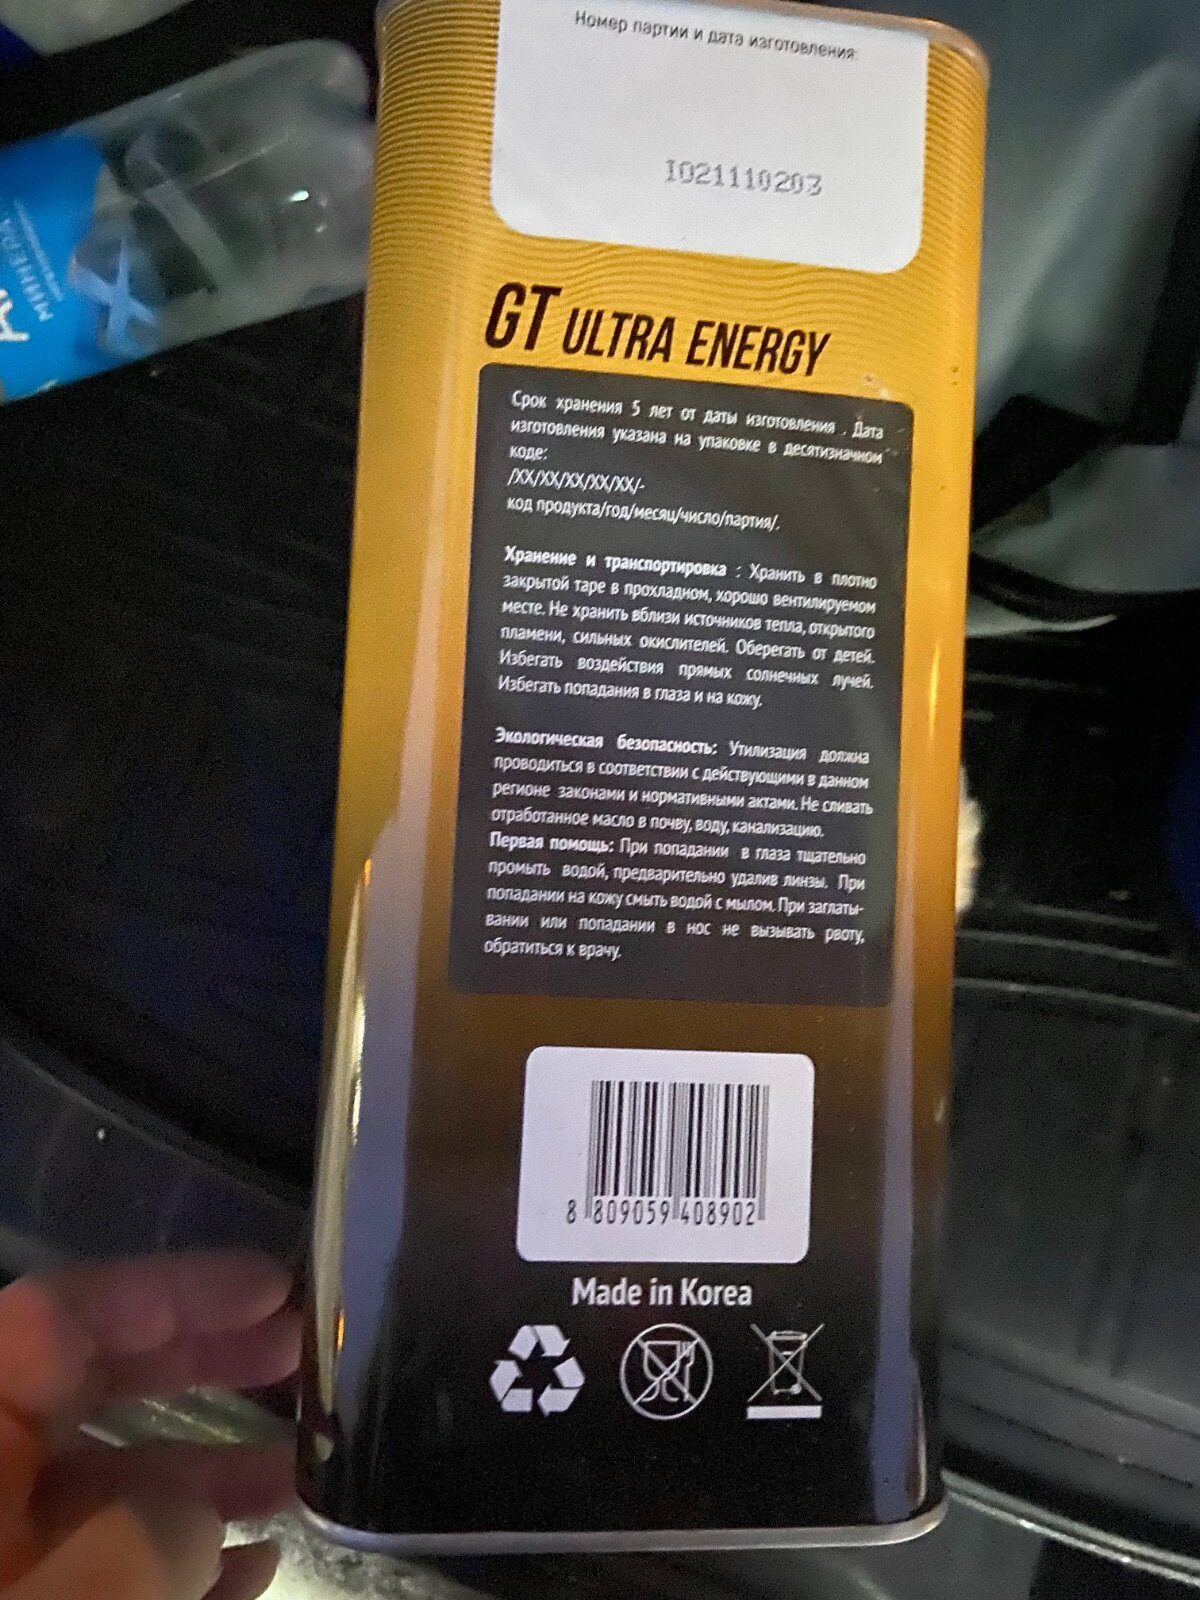 Номер партии и дата изготовления:
IO21110203
GT ULTRA ENERGY
Срок хранения 5 лет от даты изготовления . Дата
изготовления указана на упаковке в десятизначном
коде:
/XX/XX/XX/XX/XX/-
код продукта/год/месяц/число/партия/.
Хранение и транспортировка : Хранить в плотно
закрытой таре в прохладном, хорошо вентилируемом
месте. Не хранить вблизи источников тепла, открытого
пламени, сильных окислителей. Оберегать от детей.
Избегать воздействия прямых солнечных лучей.
Избегать попадания в глаза и на кожу.
Экологическая безопасность: Утилизация должна
проводиться в соответствии с действующими в данном
регионе законами и нормативными актами. Не сливать
отработанное масло в почву, воду, канализацию.
Первая помощь: При попадании в глаза тщательно
промыть водой, предварительно удалив линзы. При
попадании на кожу смыть водой с мылом. При заглаты-
вании или попадании в нос не вызывать рвоту,
обратиться к врачу.
8 809059 408902
Made in Korea
МИНЕРА